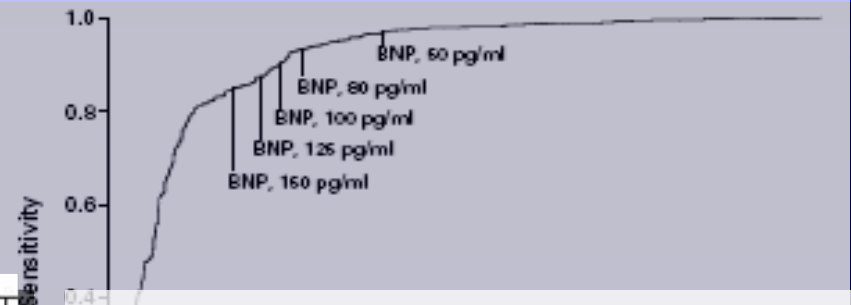 1.0
BNP, 50 pg/ml
BNP, 80 pg/ml
0.8
BNP, 100 pg/ml
BNP, 125 pg/ml
BNP, 150 pg/ml
0.6
Sensitivity
0.4